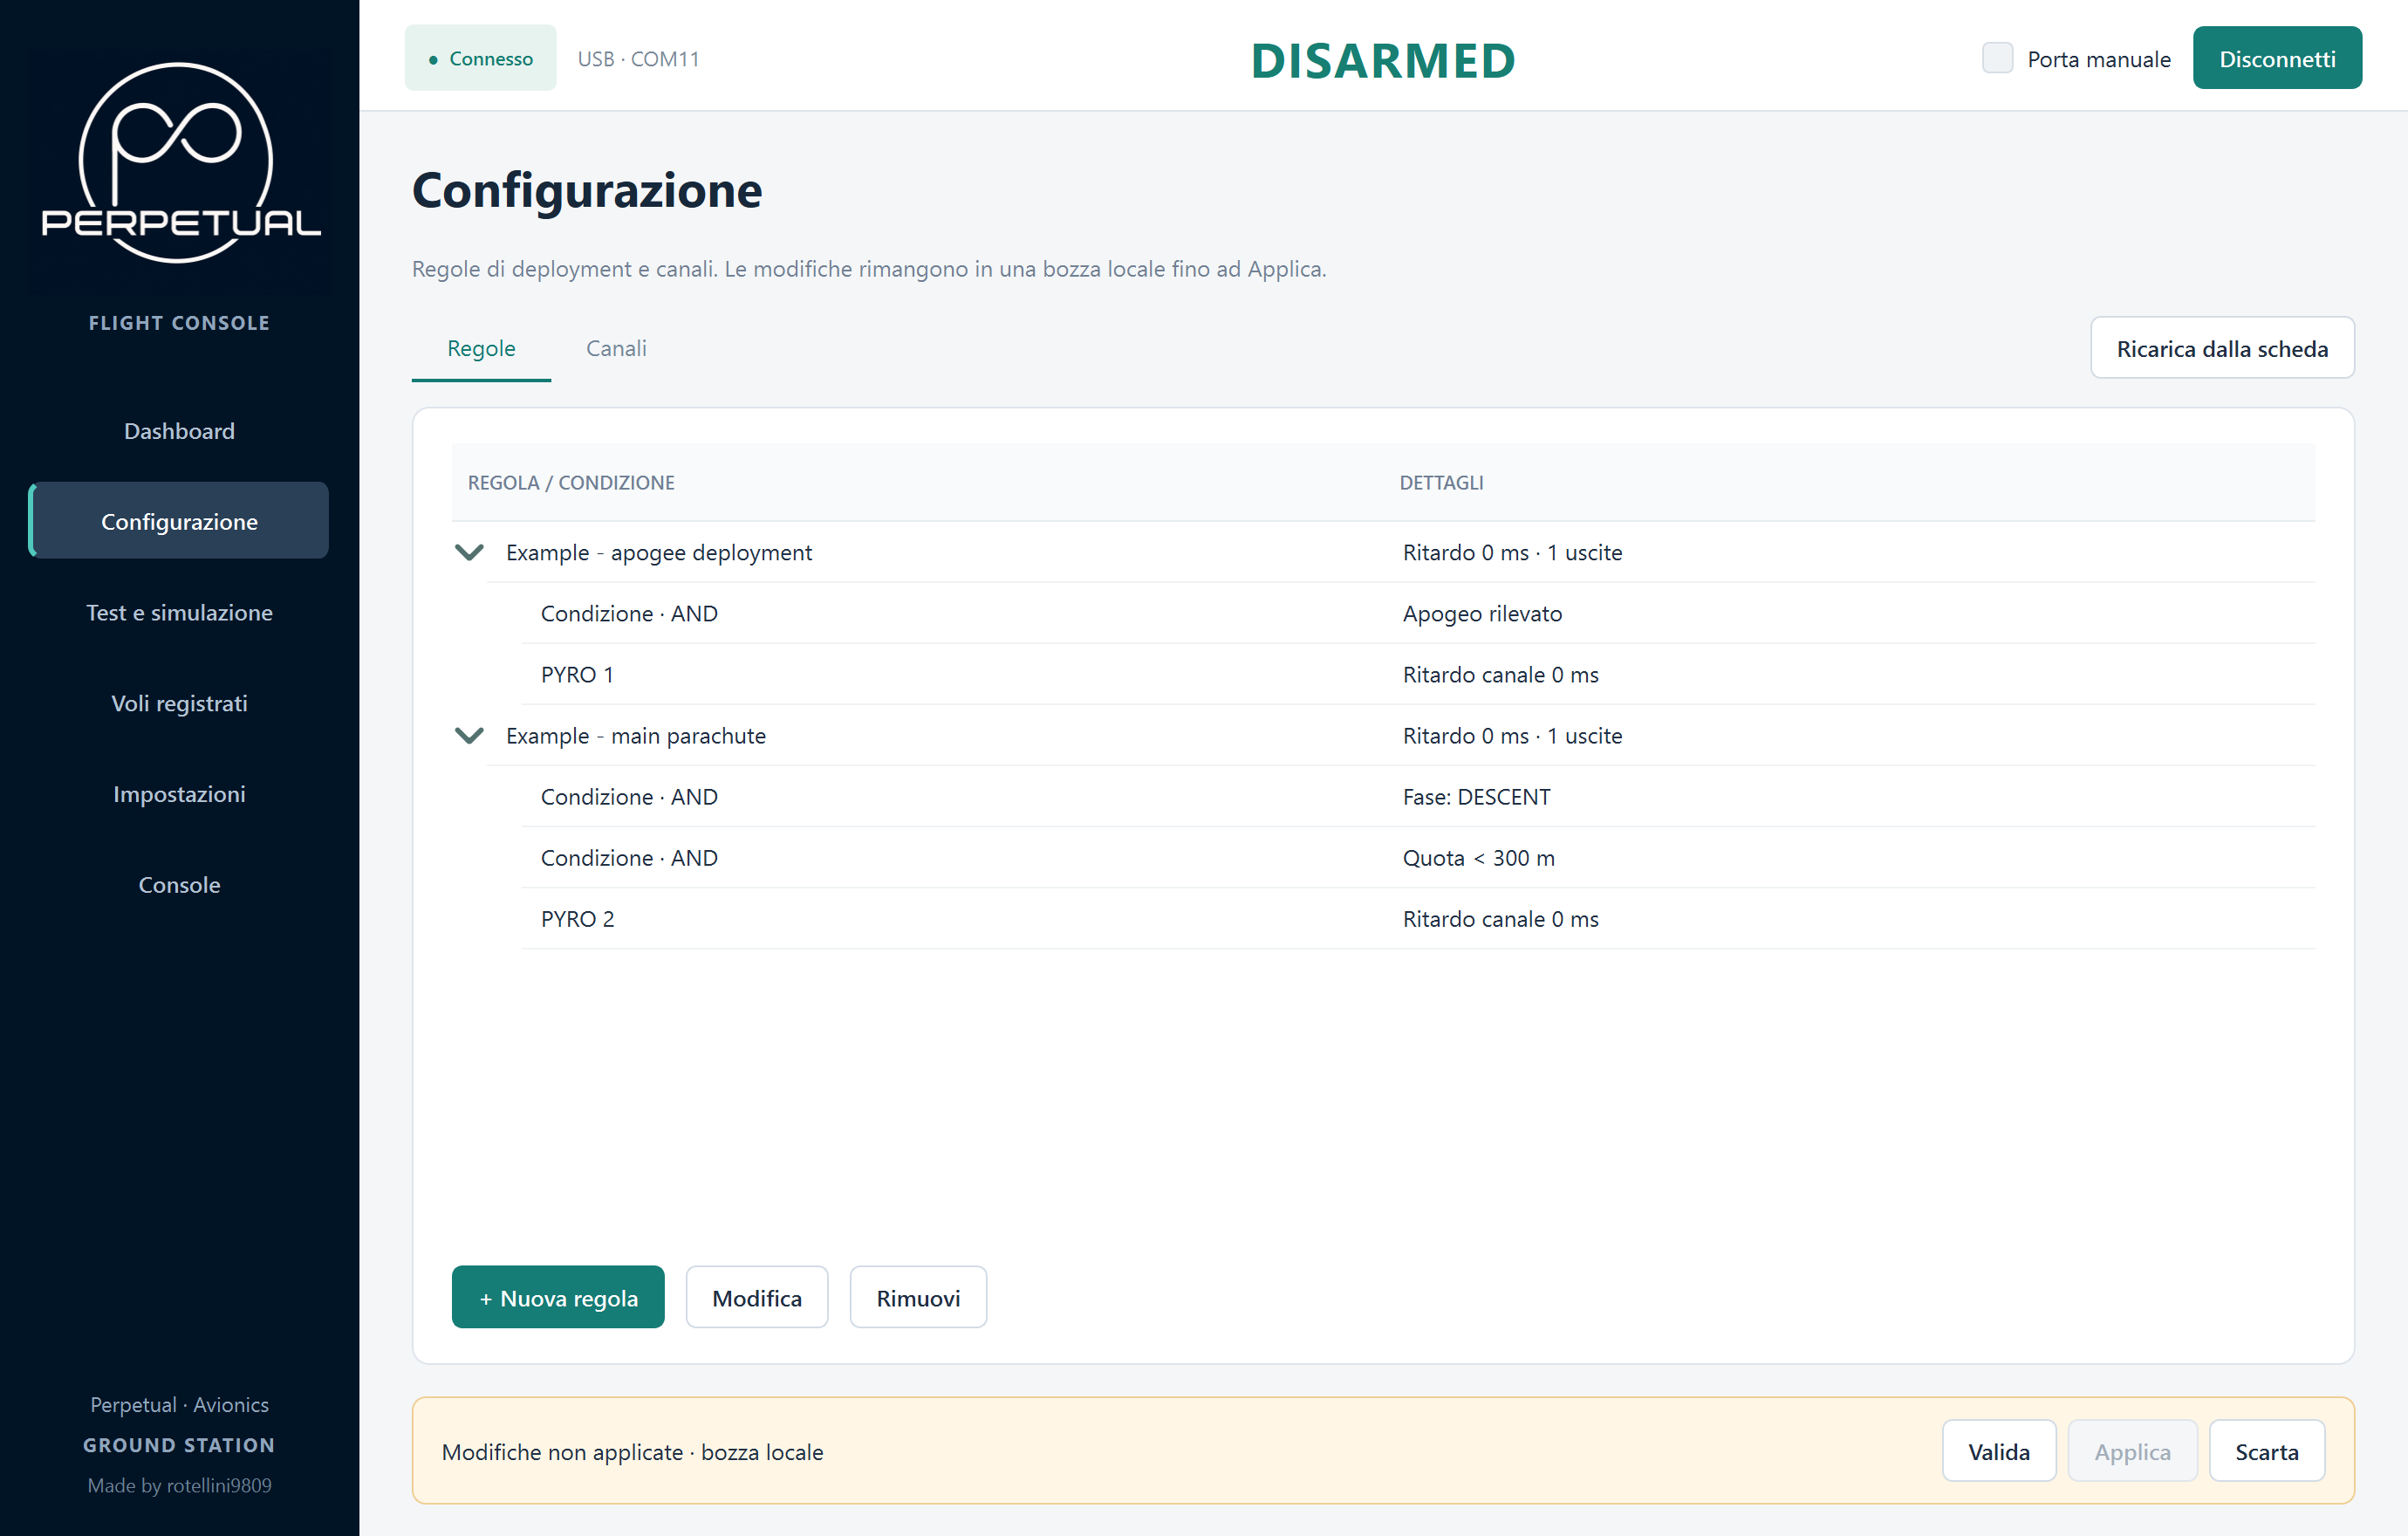 PERPETUAL
FLIGHT CONSOLE
Dashboard
Configurazione
Test e simulazione
Voli registrati
Impostazioni
Console
Perpetual · Avionics
GROUND STATION
Made by rotellini9809
● Connesso
USB · COM11
DISARMED
Porta manuale
Disconnetti
Configurazione
Regole di deployment e canali. Le modifiche rimangono in una bozza locale fino ad Applica.
Regole
Canali
Ricarica dalla scheda
REGOLA / CONDIZIONE DETTAGLI
Example - apogee deployment Ritardo 0 ms · 1 uscite
Condizione · AND Apogeo rilevato
PYRO 1 Ritardo canale 0 ms
Example - main parachute Ritardo 0 ms · 1 uscite
Condizione · AND Fase: DESCENT
Condizione · AND Quota < 300 m
PYRO 2 Ritardo canale 0 ms
+ Nuova regola
Modifica
Rimuovi
Modifiche non applicate · bozza locale
Valida
Applica
Scarta